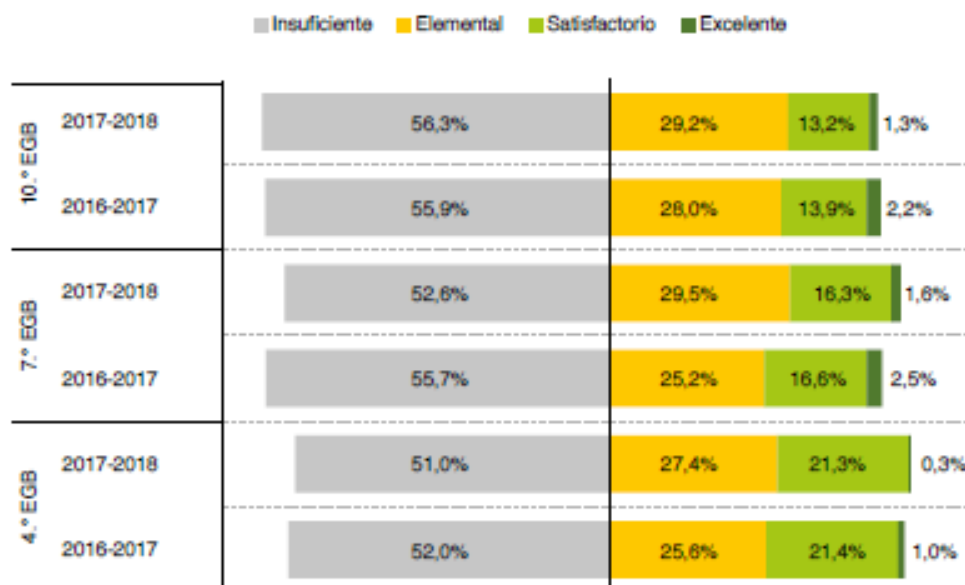 Insuficiente Elemental Satisfactorio Excelente
10.° EGB
2017-2018 56,3% 29,2% 13,2% 1,3%
2016-2017 55,9% 28,0% 13,9% 2,2%
7.° EGB
2017-2018 52,6% 29,5% 16,3% 1,6%
2016-2017 55,7% 25,2% 16,6% 2,5%
4.° EGB
2017-2018 51,0% 27,4% 21,3% 0,3%
2016-2017 52,0% 25,6% 21,4% 1,0%